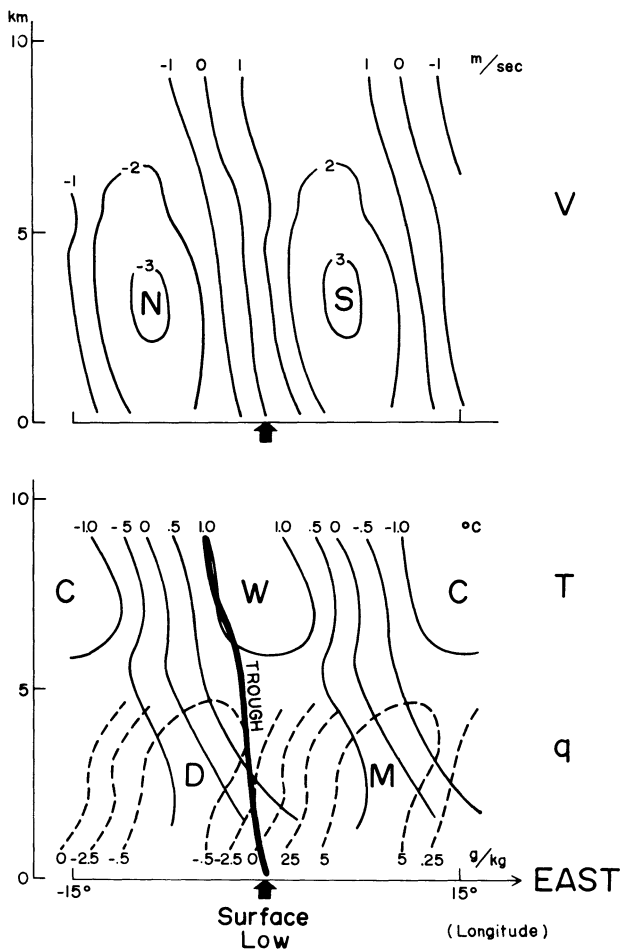 km
10
-1 0 1 1 0 -1 m/sec
-2 2
-1
V
5
-3 3
N S
0
10
-1.0 -.5 0 .5 1.0 1.0 .5 0 -.5 -1.0 °C
C W C T
5
TROUGH
D M q
0 -2.5 -.5 -.5 -2.5 0 25 5 5 .25 g/kg
0
-15° 15° EAST
Surface
Low
(Longitude)